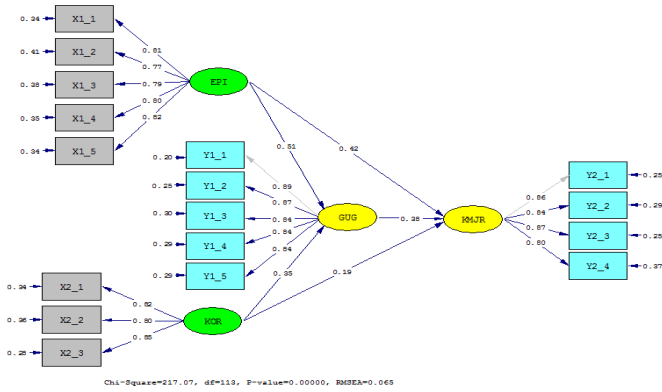 0.34 X1_1 0.81
0.41 X1_2 0.77
0.38 X1_3 0.79 EPI
0.35 X1_4 0.80
0.34 X1_5 0.82
0.51 0.42
0.20 Y1_1 0.89
0.25 Y1_2 0.87
0.30 Y1_3 0.84 GUG 0.38 KMJR
0.29 Y1_4 0.84
0.29 Y1_5 0.84
0.86 Y2_1 0.25
0.84 Y2_2 0.29
0.87 Y2_3 0.25
0.80 Y2_4 0.37
0.35 0.19
0.34 X2_1 0.82
0.36 X2_2 0.80 KOR
0.28 X2_3 0.85
Chi-Square=217.07, df=113, P-value=0.00000, RMSEA=0.065